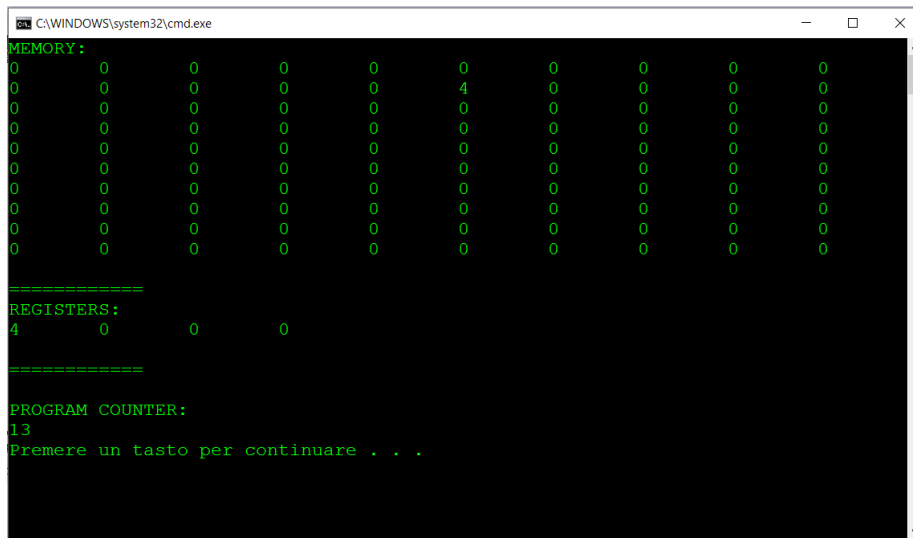 C:\WINDOWS\system32\cmd.exe
MEMORY:
0 0 0 0 0 0 0 0 0 0
0 0 0 0 0 4 0 0 0 0
0 0 0 0 0 0 0 0 0 0
0 0 0 0 0 0 0 0 0 0
0 0 0 0 0 0 0 0 0 0
0 0 0 0 0 0 0 0 0 0
0 0 0 0 0 0 0 0 0 0
0 0 0 0 0 0 0 0 0 0
0 0 0 0 0 0 0 0 0 0
0 0 0 0 0 0 0 0 0 0
============
REGISTERS:
4 0 0 0
============
PROGRAM COUNTER:
13
Premere un tasto per continuare . . .